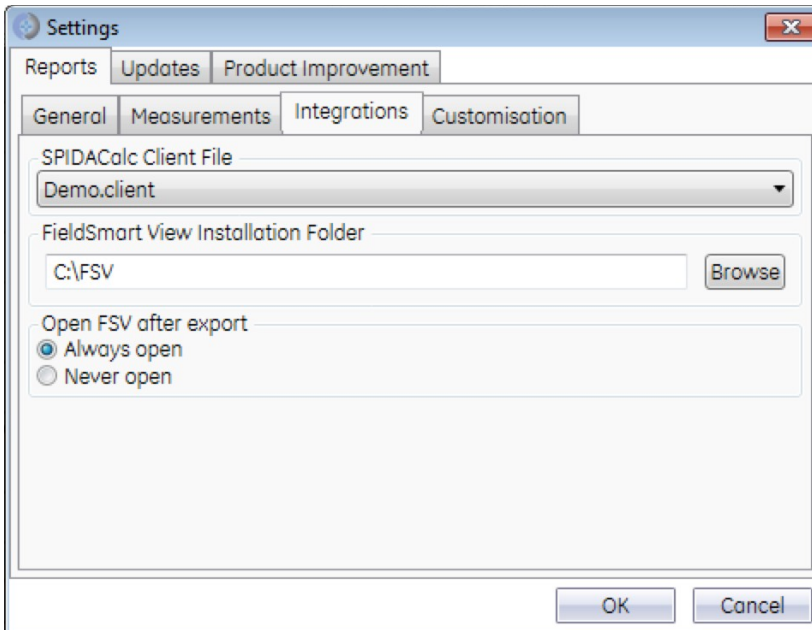 Settings
Reports Updates Product Improvement
General Measurements Integrations Customisation
SPIDACalc Client File
Demo.client
FieldSmart View Installation Folder
C:\FSV Browse
Open FSV after export
Always open
Never open
OK Cancel